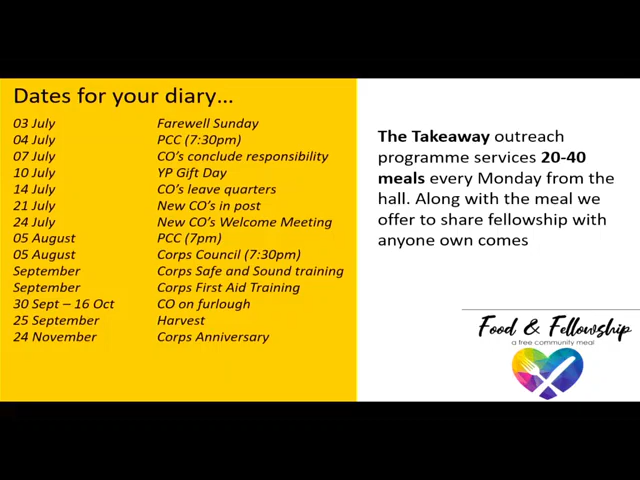 Dates for your diary...
03 July Farewell Sunday
04 July PCC (7:30pm)
07 July CO's conclude responsibility
10 July YP Gift Day
14 July CO's leave quarters
21 July New CO's in post
24 July New CO's Welcome Meeting
05 August PCC (7pm)
05 August Corps Council (7:30pm)
September Corps Safe and Sound training
September Corps First Aid Training
30 Sept – 16 Oct CO on furlough
25 September Harvest
24 November Corps Anniversary
The Takeaway outreach
programme services 20-40
meals every Monday from the
hall. Along with the meal we
offer to share fellowship with
anyone own comes
Food & Fellowship
a free community meal